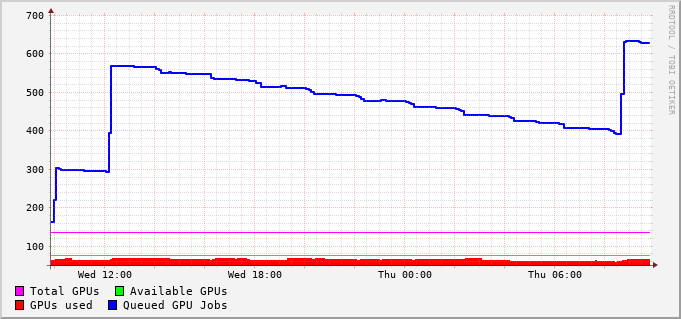 700
600
500
400
300
200
100
Wed 12:00 Wed 18:00 Thu 00:00 Thu 06:00
Total GPUs Available GPUs
GPUs used Queued GPU Jobs
RRDTOOL / TOBI OETIKER